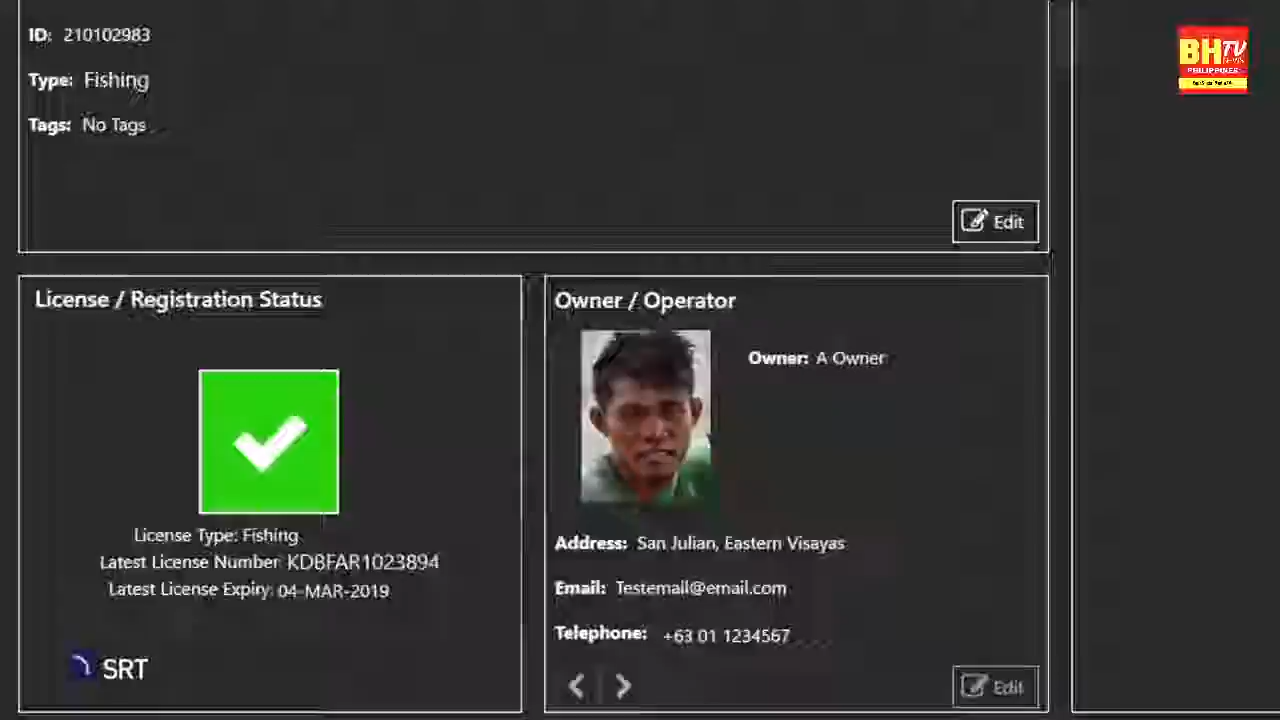 ID: 210102983
Type: Fishing
Tags: No Tags
Edit
BHTV
NEWS
PHILIPPINES
License / Registration Status
License Type: Fishing
Latest License Number KDBFAR1023894
Latest License Expiry: 04-MAR-2019
SRT
Owner / Operator
Owner: A Owner
Address: San Julian, Eastern Visayas
Email: Testemail@email.com
Telephone: +63 01 1234567
Edit